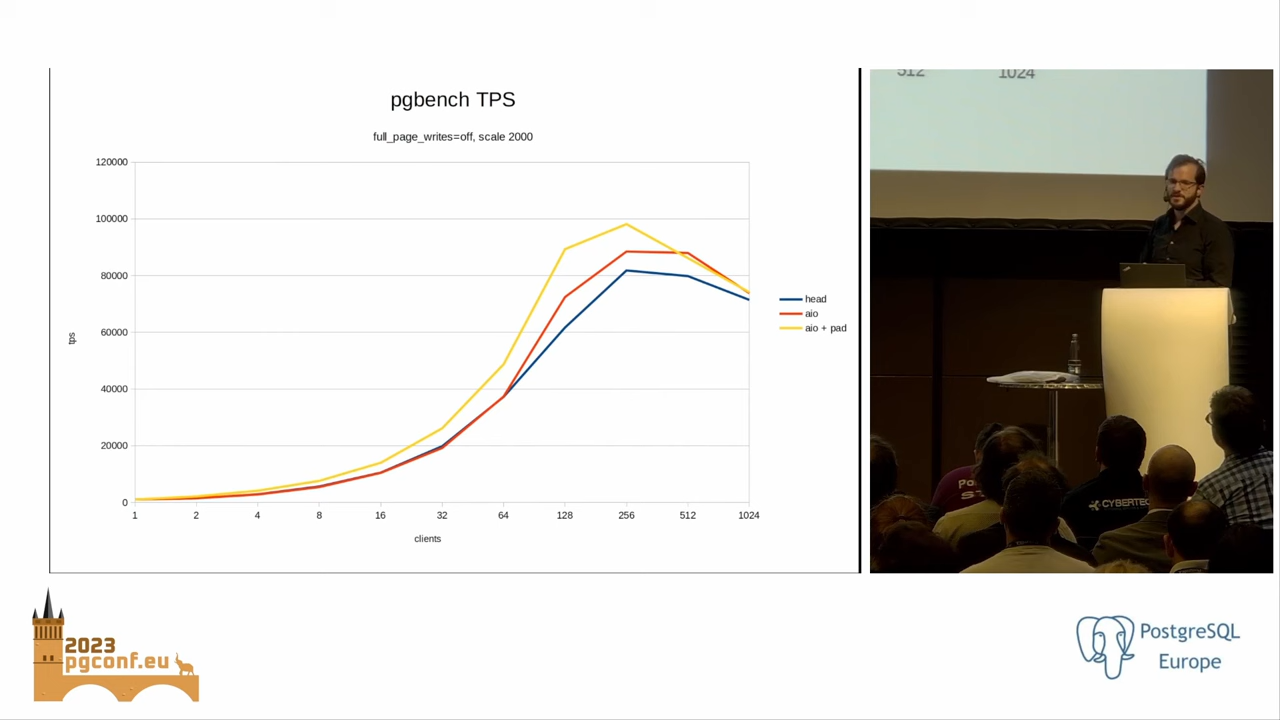 pgbench TPS
full_page_writes=off, scale 2000
120000
100000
80000
60000
40000
20000
0
tps
1 2 4 8 16 32 64 128 256 512 1024
clients
head
aio
aio + pad
512 1024
CYBERTEC
2023
pgconf.eu
PostgreSQL
Europe